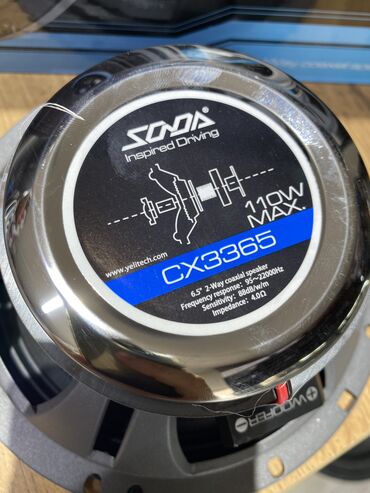 SONDA®
Inspired Driving
110W
MAX.
www.yelitech.com
CX3365
6.5" 2-Way coaxial speaker
Frequency response: 95~22000Hz
Sensitivity: 88dB/w/m
Impedance: 4.0Ω
+ WOOFER −